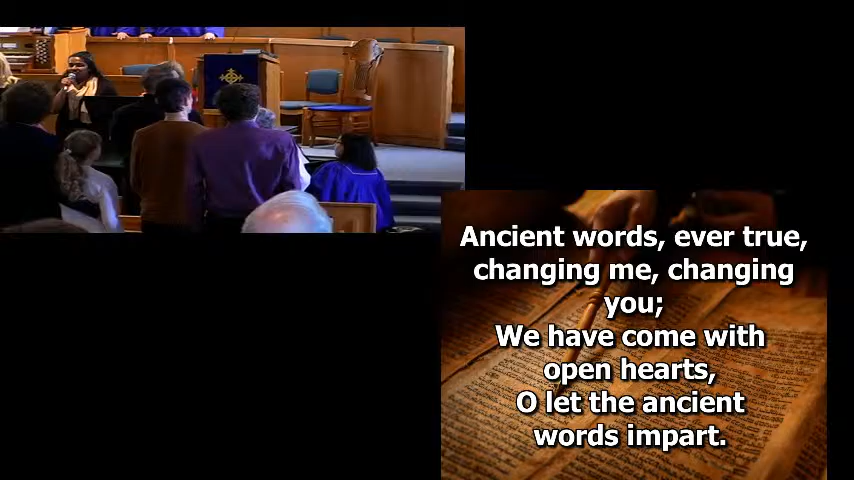 Ancient words, ever true,
changing me, changing
you;
We have come with
open hearts,
O let the ancient
words impart.